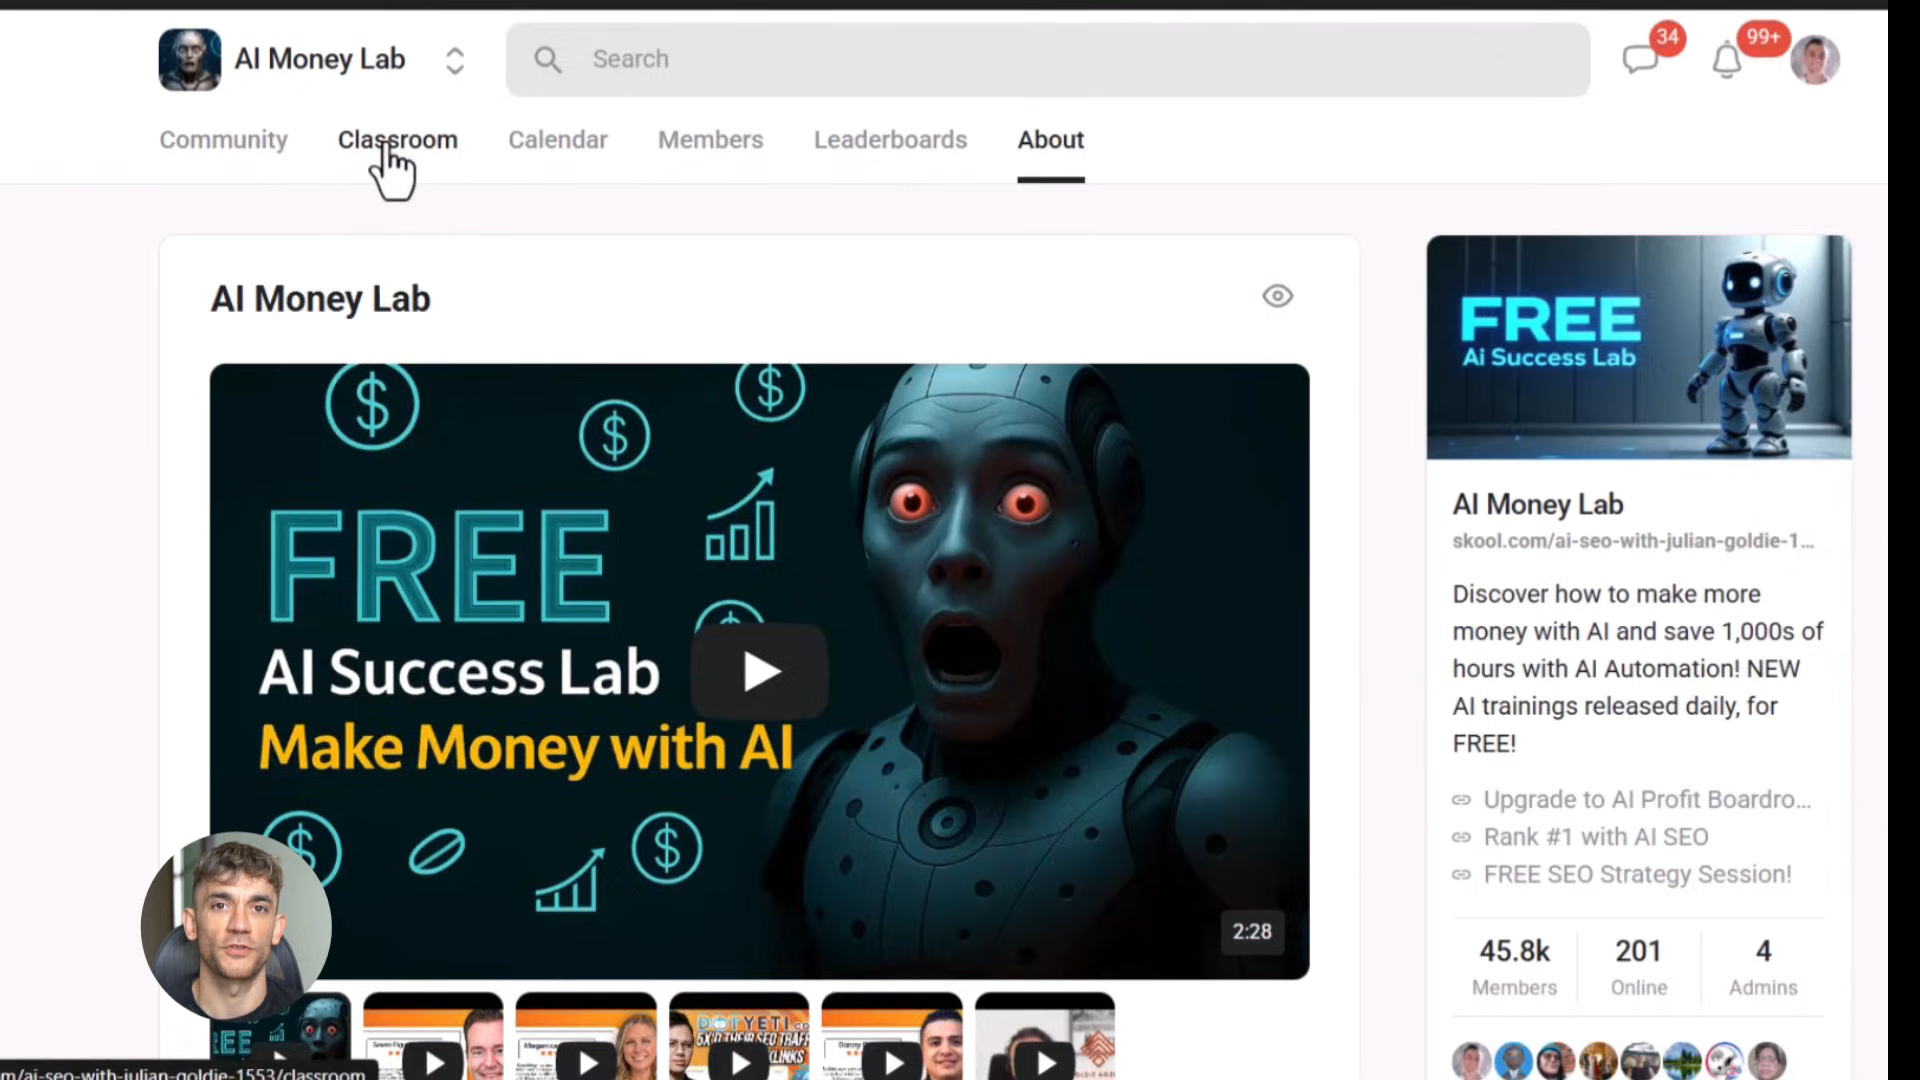 AI Money Lab
Search
34
99+
Community
Classroom
Calendar
Members
Leaderboards
About
AI Money Lab
FREE
AI Success Lab
Make Money with AI
2:28
FREE
Ai Success Lab
AI Money Lab
skool.com/ai-seo-with-julian-goldie-1...
Discover how to make more
money with AI and save 1,000s of
hours with AI Automation! NEW
AI trainings released daily, for
FREE!
Upgrade to AI Profit Boardro...
Rank #1 with AI SEO
FREE SEO Strategy Session!
45.8k
Members
201
Online
4
Admins
DOTYETI.co
m/ai-seo-with-julian-goldie-1553/classroom